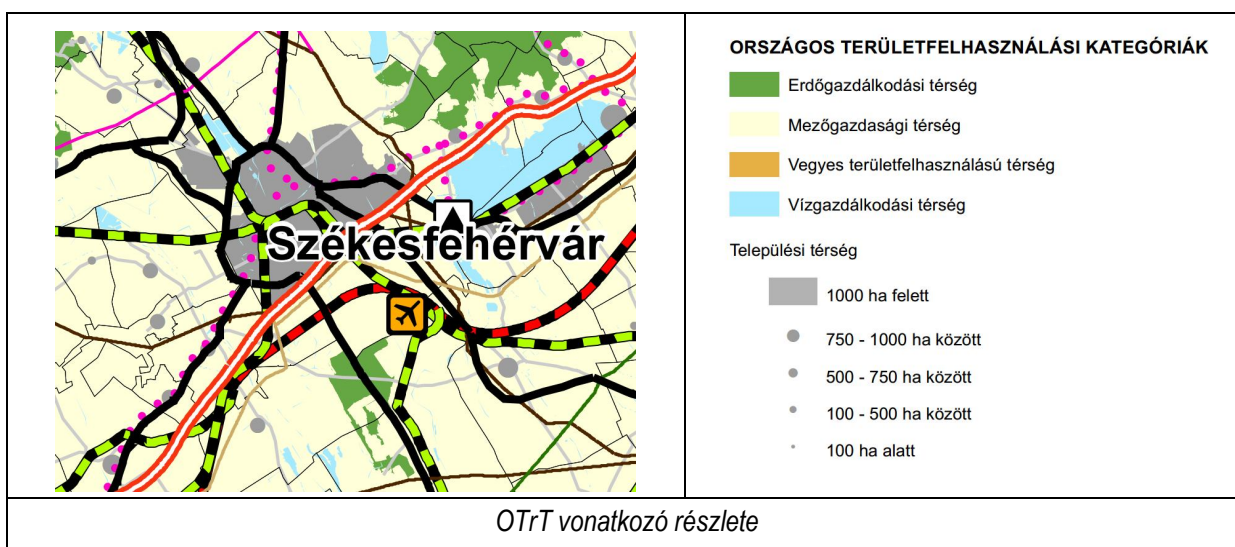 Székesfehérvár
ORSZÁGOS TERÜLETFELHASZNÁLÁSI KATEGÓRIÁK
Erdőgazdálkodási térség
Mezőgazdasági térség
Vegyes területfelhasználású térség
Vízgazdálkodási térség
Települési térség
1000 ha felett
750 - 1000 ha között
500 - 750 ha között
100 - 500 ha között
100 ha alatt
OTrT vonatkozó részlete